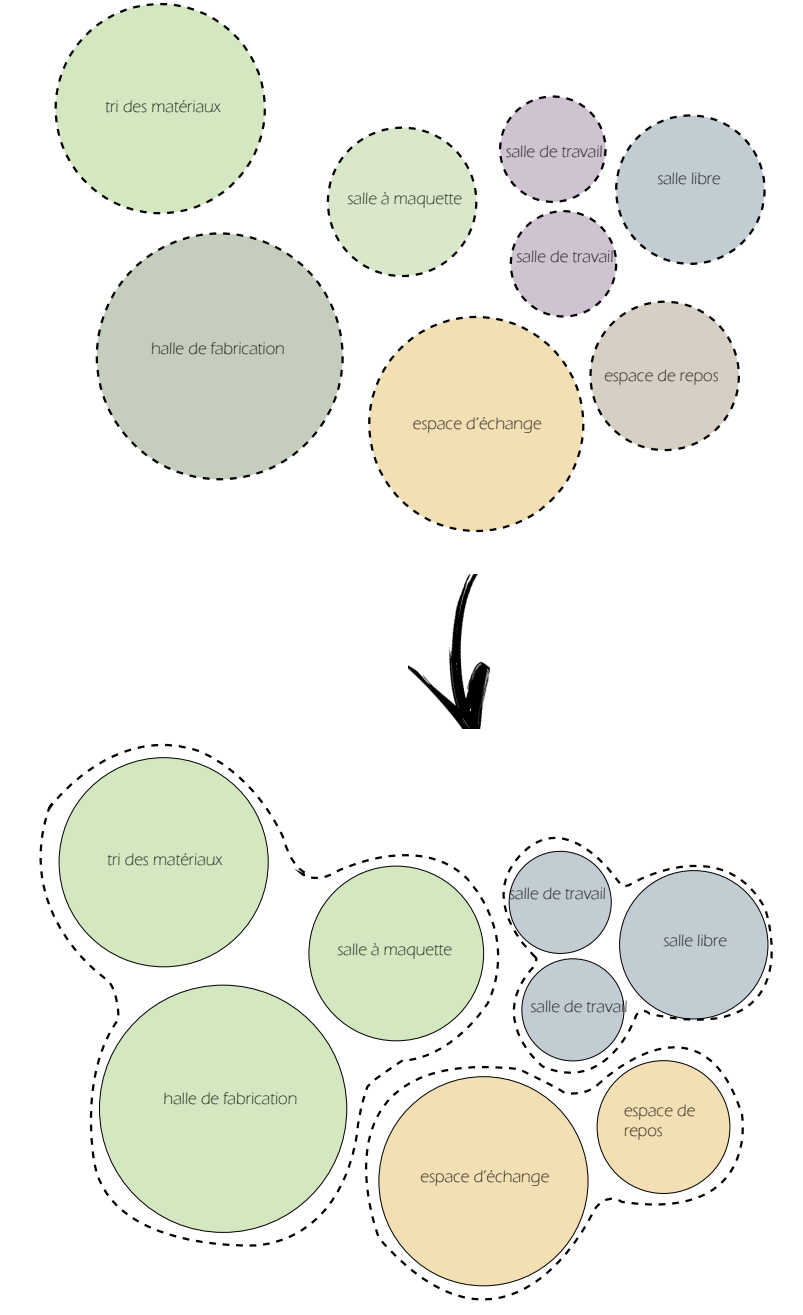 tri des matériaux
salle de travail
salle libre
salle à maquette
salle de travail
halle de fabrication
espace de repos
espace d'échange
tri des matériaux
salle de travail
salle libre
salle à maquette
salle de travail
halle de fabrication
espace de
repos
espace d'échange